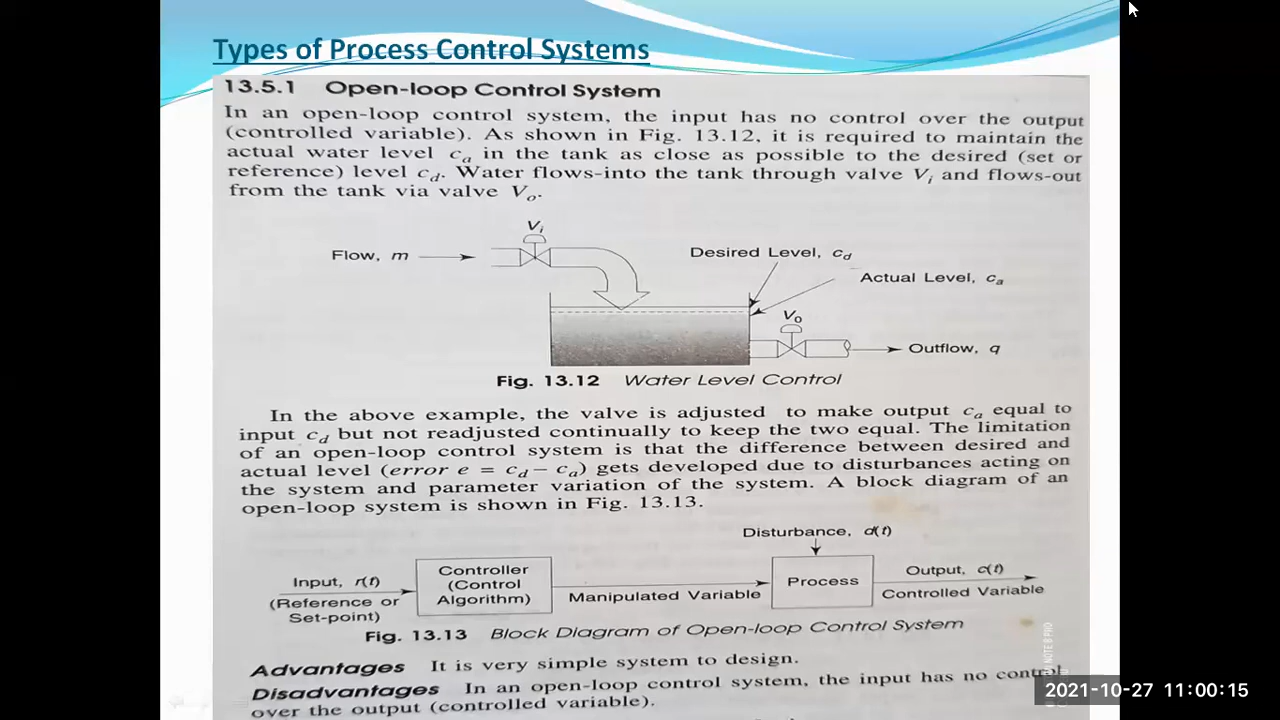 Types of Process Control Systems
13.5.1 Open-loop Control System
In an open-loop control system, the input has no control over the output
(controlled variable). As shown in Fig. 13.12, it is required to maintain the
actual water level cₐ in the tank as close as possible to the desired (set or
reference) level c_d. Water flows-into the tank through valve Vᵢ and flows-out
from the tank via valve Vₒ.
Vᵢ
Flow, m
Desired Level, c_d
Actual Level, cₐ
Vₒ
Outflow, q
Fig. 13.12 Water Level Control
In the above example, the valve is adjusted to make output cₐ equal to
input c_d but not readjusted continually to keep the two equal. The limitation
of an open-loop control system is that the difference between desired and
actual level (error e = c_d – cₐ) gets developed due to disturbances acting on
the system and parameter variation of the system. A block diagram of an
open-loop system is shown in Fig. 13.13.
Disturbance, d(t)
Input, r(t)
(Reference or
Set-point)
Controller
(Control
Algorithm)
Manipulated Variable
Process
Output, c(t)
Controlled Variable
Fig. 13.13 Block Diagram of Open-loop Control System
Advantages It is very simple system to design.
Disadvantages In an open-loop control system, the input has no control
over the output (controlled variable).
NOTE 8 PRO
2021-10-27 11:00:15